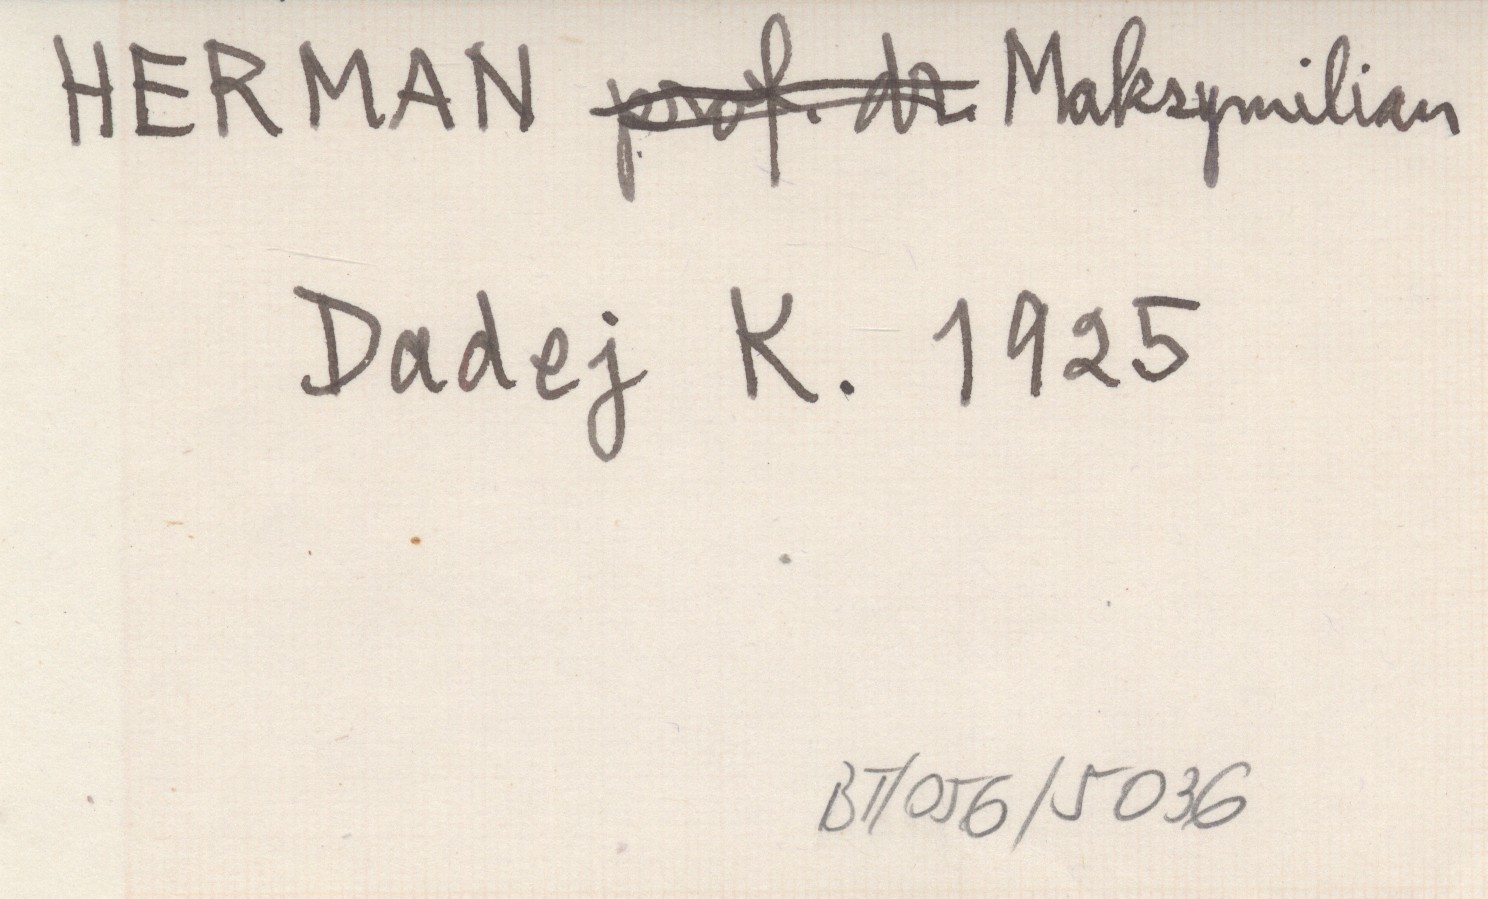 HERMAN prof. dr. Maksymilian
Dadej K. 1925
BT/056/5036